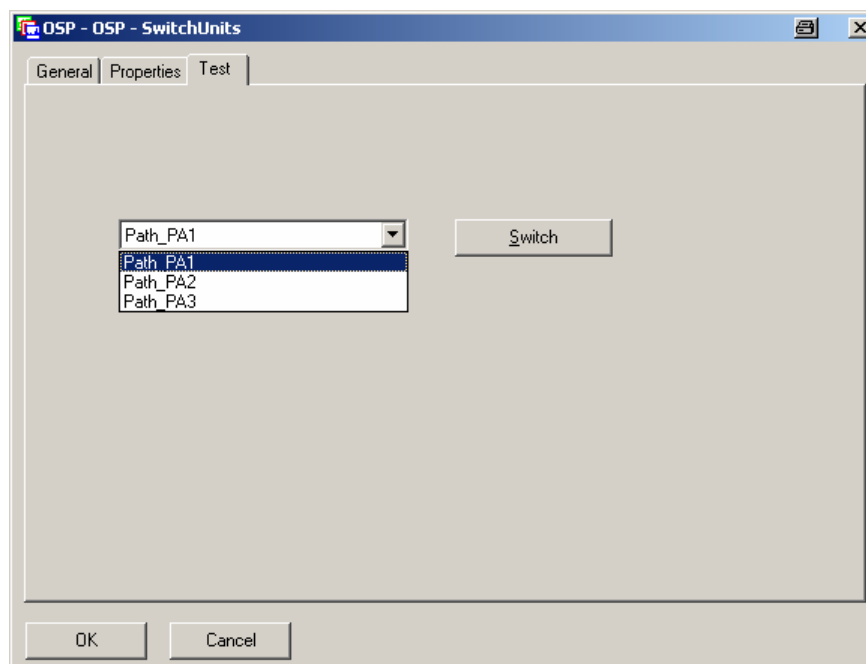 OSP - OSP - SwitchUnits
General Properties Test
Path_PA1 Switch
Path_PA1
Path_PA2
Path_PA3
OK Cancel